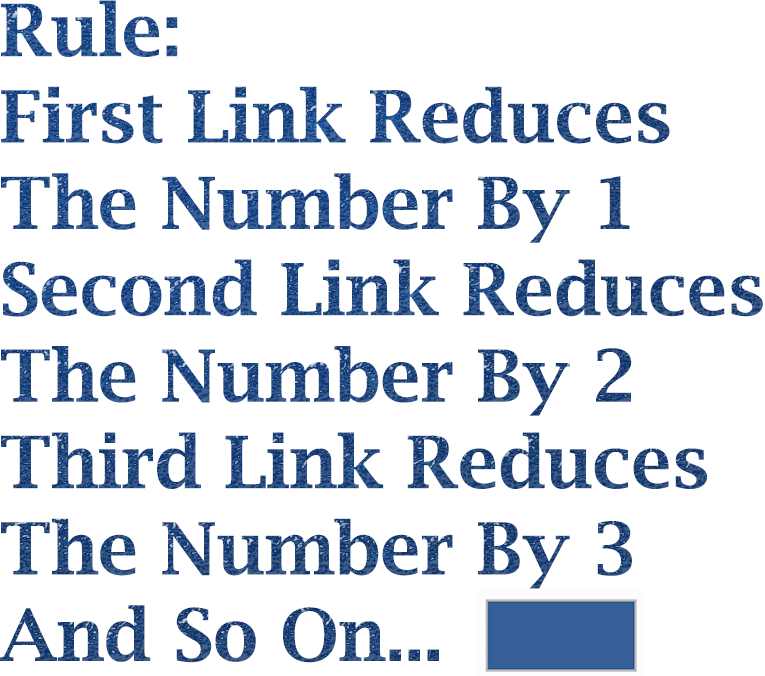 Rule:
First Link Reduces
The Number By 1
Second Link Reduces
The Number By 2
Third Link Reduces
The Number By 3
And So On...